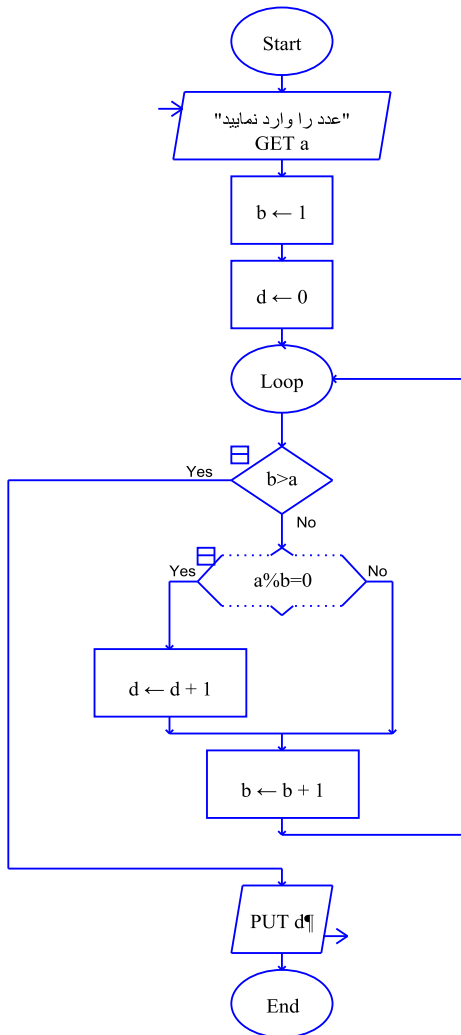 Start
"عدد را وارد نمایید"
GET a
b ← 1
d ← 0
Loop
b>a
Yes
No
a%b=0
Yes
No
d ← d + 1
b ← b + 1
PUT d¶
End